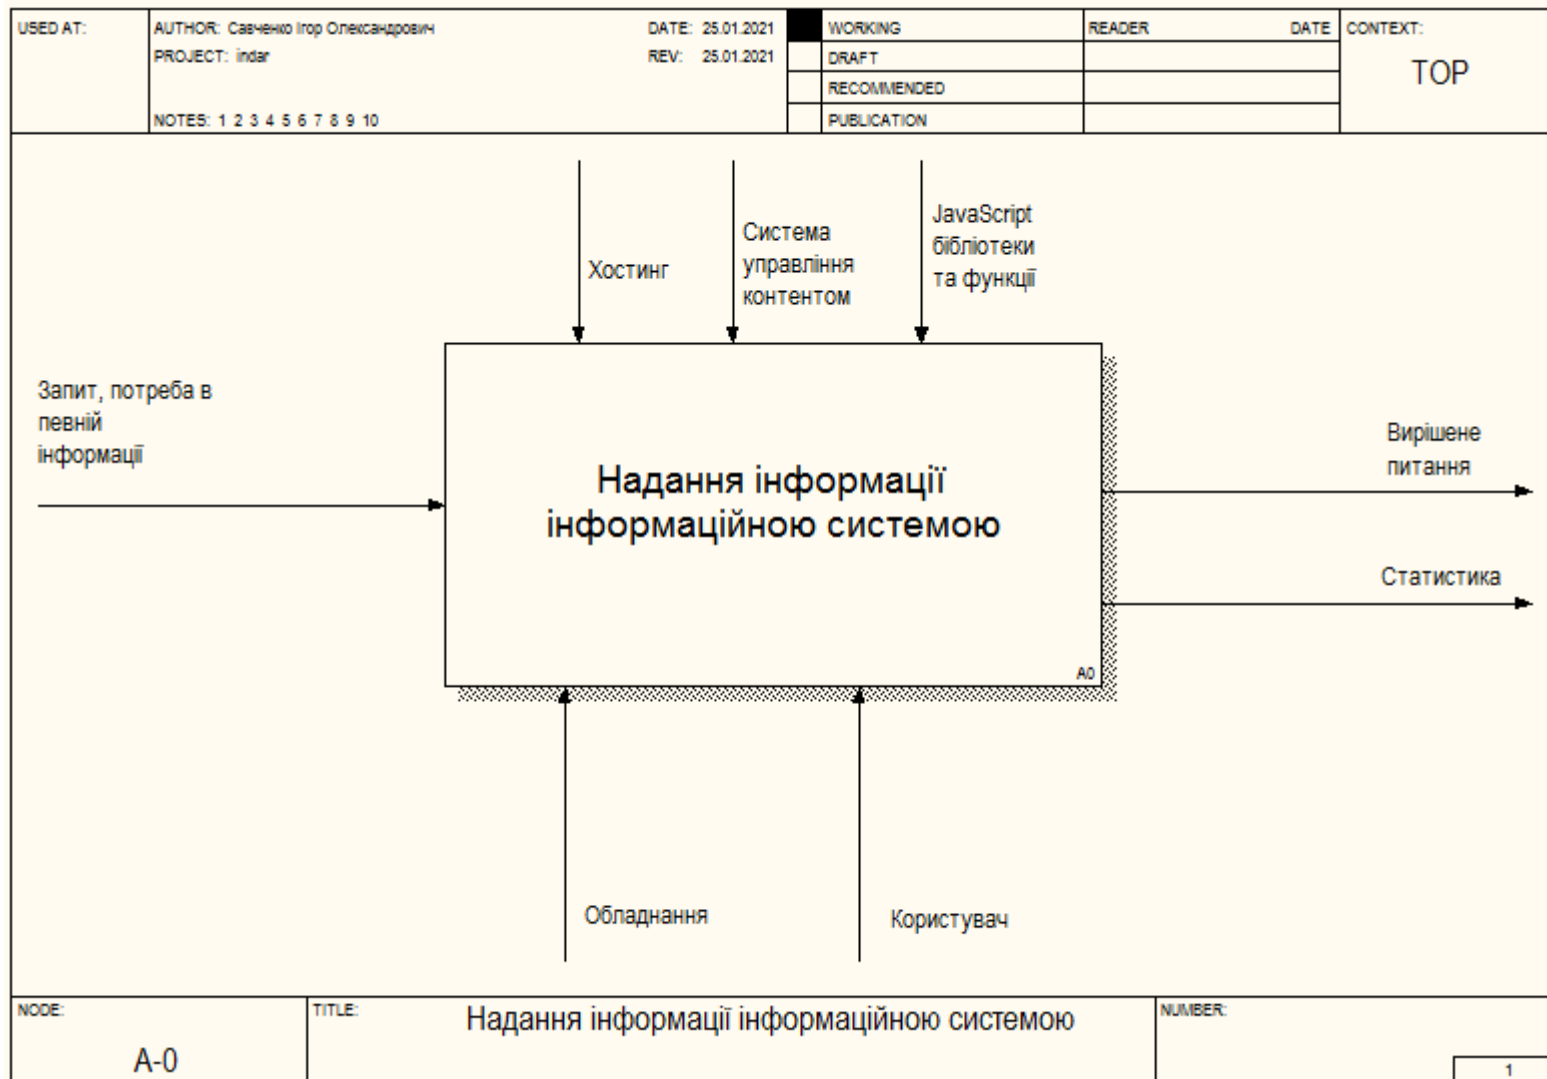 USED AT:
AUTHOR: Савченко Ігор Олександрович
DATE: 25.01.2021
PROJECT: indar
REV: 25.01.2021
NOTES: 1 2 3 4 5 6 7 8 9 10
WORKING
DRAFT
RECOMMENDED
PUBLICATION
READER
DATE
CONTEXT:
TOP
Хостинг
Система
управління
контентом
JavaScript
бібліотеки
та функції
Запит, потреба в
певній
інформації
Надання інформації
інформаційною системою
A0
Вирішене
питання
Статистика
Обладнання
Користувач
NODE:
A-0
TITLE:
Надання інформації інформаційною системою
NUMBER:
1